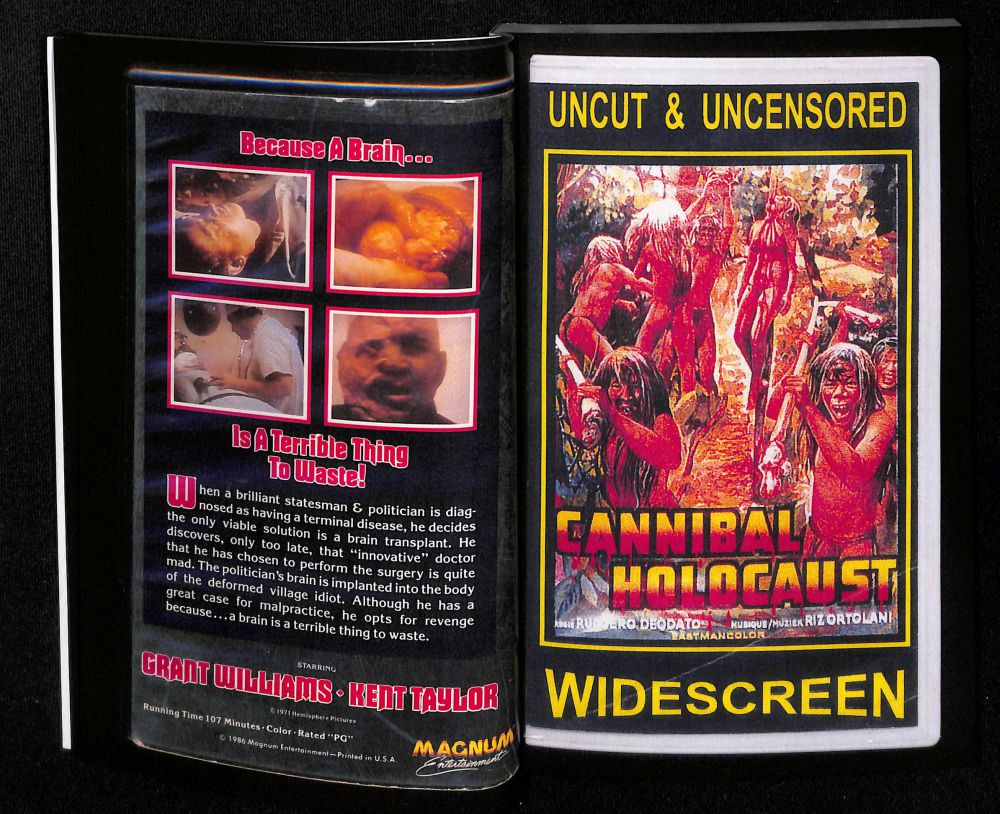 Because A Brain...
Is A Terrible Thing
To Waste!
When a brilliant statesman & politician is diag-
nosed as having a terminal disease, he decides
the only viable solution is a brain transplant. He
discovers, only too late, that “innovative” doctor
that he has chosen to perform the surgery is quite
mad. The politician's brain is implanted into the body
of the deformed village idiot. Although he has a
great case for malpractice, he opts for revenge
because...a brain is a terrible thing to waste.
STARRING
GRANT WILLIAMS • KENT TAYLOR
© 1971 Hemisphere Pictures
Running Time 107 Minutes • Color • Rated "PG"
© 1986 Magnum Entertainment—Printed in U.S.A.
MAGNUM
Entertainment
UNCUT & UNCENSORED
CANNIBAL
HOLOCAUST
REGIE RUGGERO DEODATO MUSIQUE/MUZIEK RIZ ORTOLANI
EASTMANCOLOR
WIDESCREEN